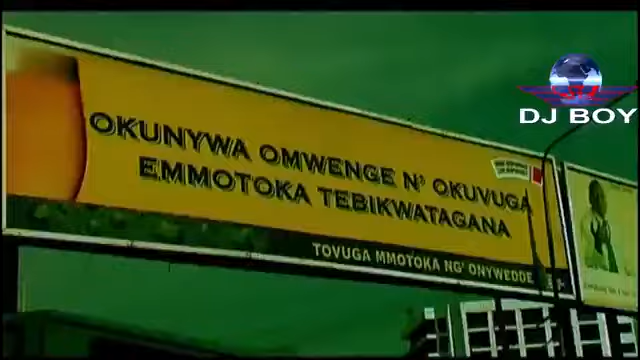 DJ BOY
OKUNYWA OMWENGE N' OKUVUGA
EMMOTOKA TEBIKWATAGANA
TOVUGA MMOTOKA NG' ONYWEDDE